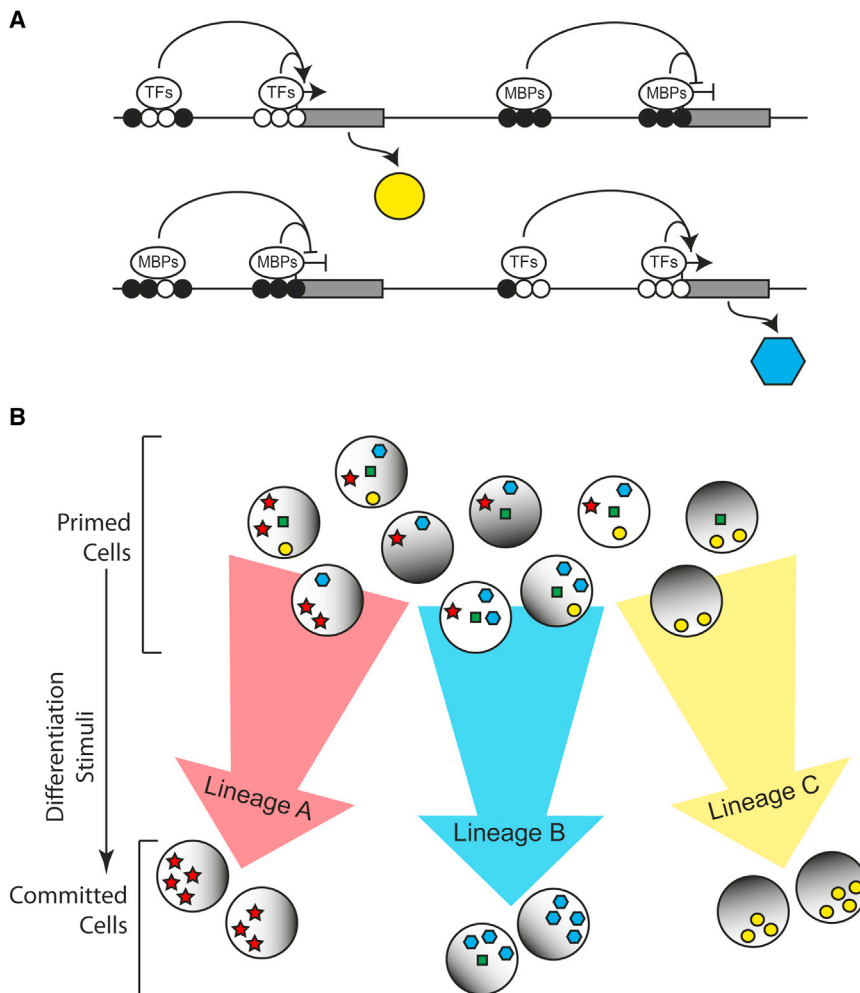 A
TFs
TFs
MBPs
MBPs
MBPs
MBPs
TFs
TFs
B
Primed
Cells
Differentiation
Stimuli
Lineage A
Lineage B
Lineage C
Committed
Cells